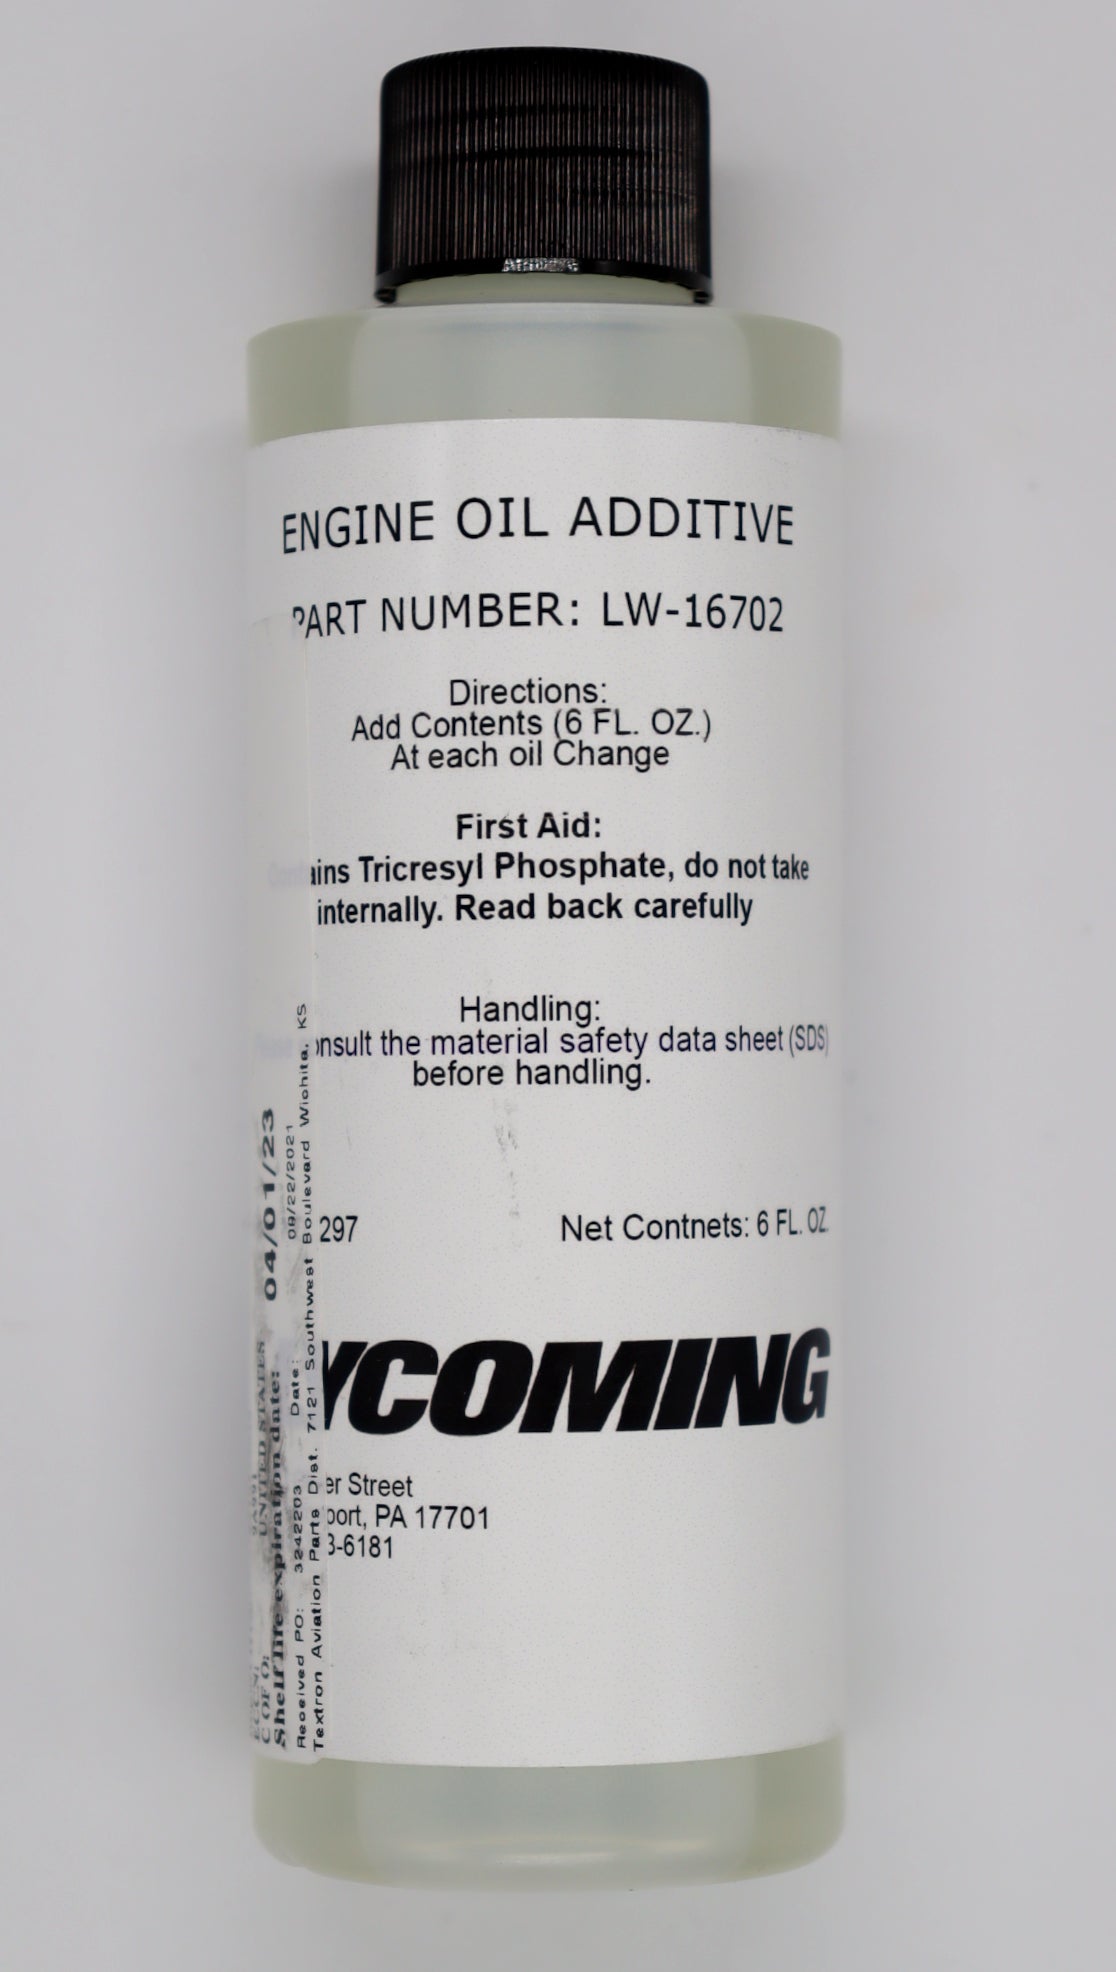 ENGINE OIL ADDITIVE
PART NUMBER: LW-16702
Directions:
Add Contents (6 FL. OZ.)
At each oil Change
First Aid:
Contains Tricresyl Phosphate, do not take
internally. Read back carefully
Handling:
onsult the material safety data sheet (SDS)
before handling.
297
Net Contnets: 6 FL. OZ.
YCOMING
er Street
port, PA 17701
3-6181
C OF O: UNITED STATES
Shelf life expiration date: 04/01/23
Received PO: 3242203 Date: 09/22/2021
Textron Aviation Parts Dist. 7121 Southwest Boulevard Wichita, KS